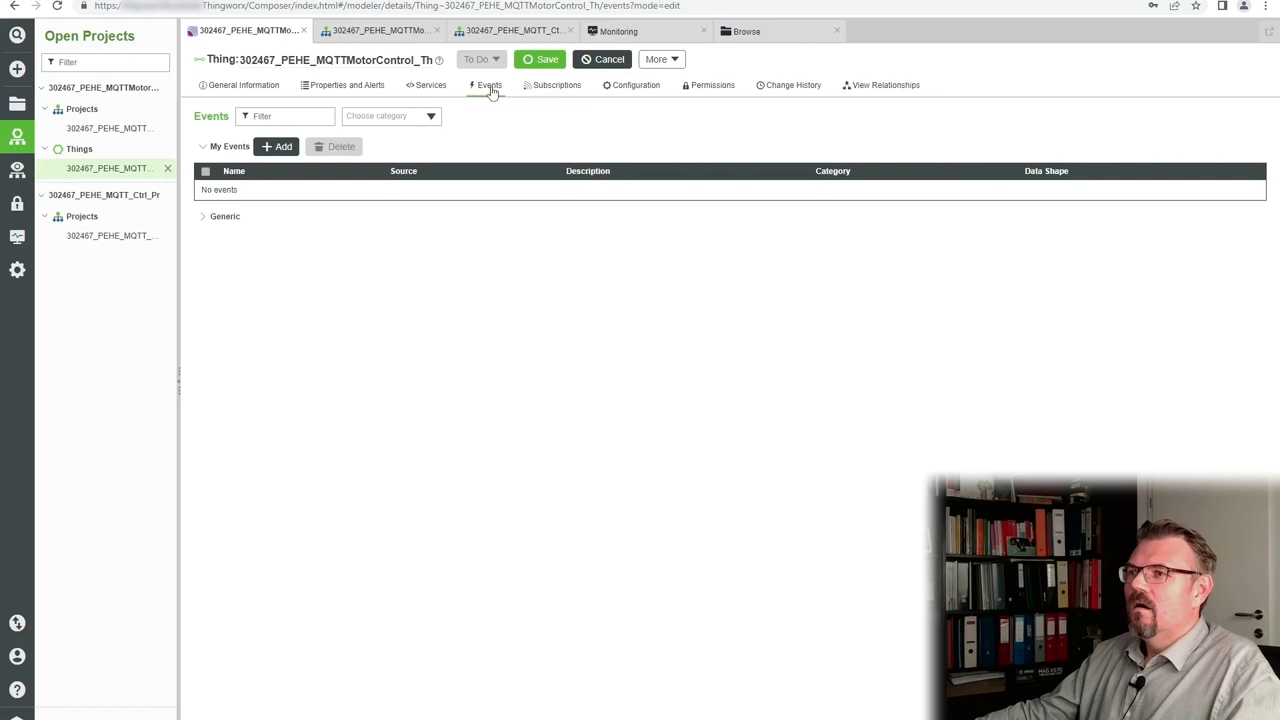 Thingworx/Composer/index.html#/modeler/details/Thing~302467_PEHE_MQTTMotorControl_Th/events?mode=edit
Open Projects
302467_PEHE_MQTTMo...
302467_PEHE_MQTTMo...
302467_PEHE_MQTT_Ct...
Monitoring
Browse
Filter
Thing:302467_PEHE_MQTTMotorControl_Th
To Do
Save
Cancel
More
302467_PEHE_MQTTMotor...
General Information
Properties and Alerts
Services
Events
Subscriptions
Configuration
Permissions
Change History
View Relationships
Projects
302467_PEHE_MQTT...
Things
302467_PEHE_MQTT...
302467_PEHE_MQTT_Ctrl_Pr
Projects
302467_PEHE_MQTT_...
Events
Filter
Choose category
My Events
Add
Delete
Name
Source
Description
Category
Data Shape
No events
Generic